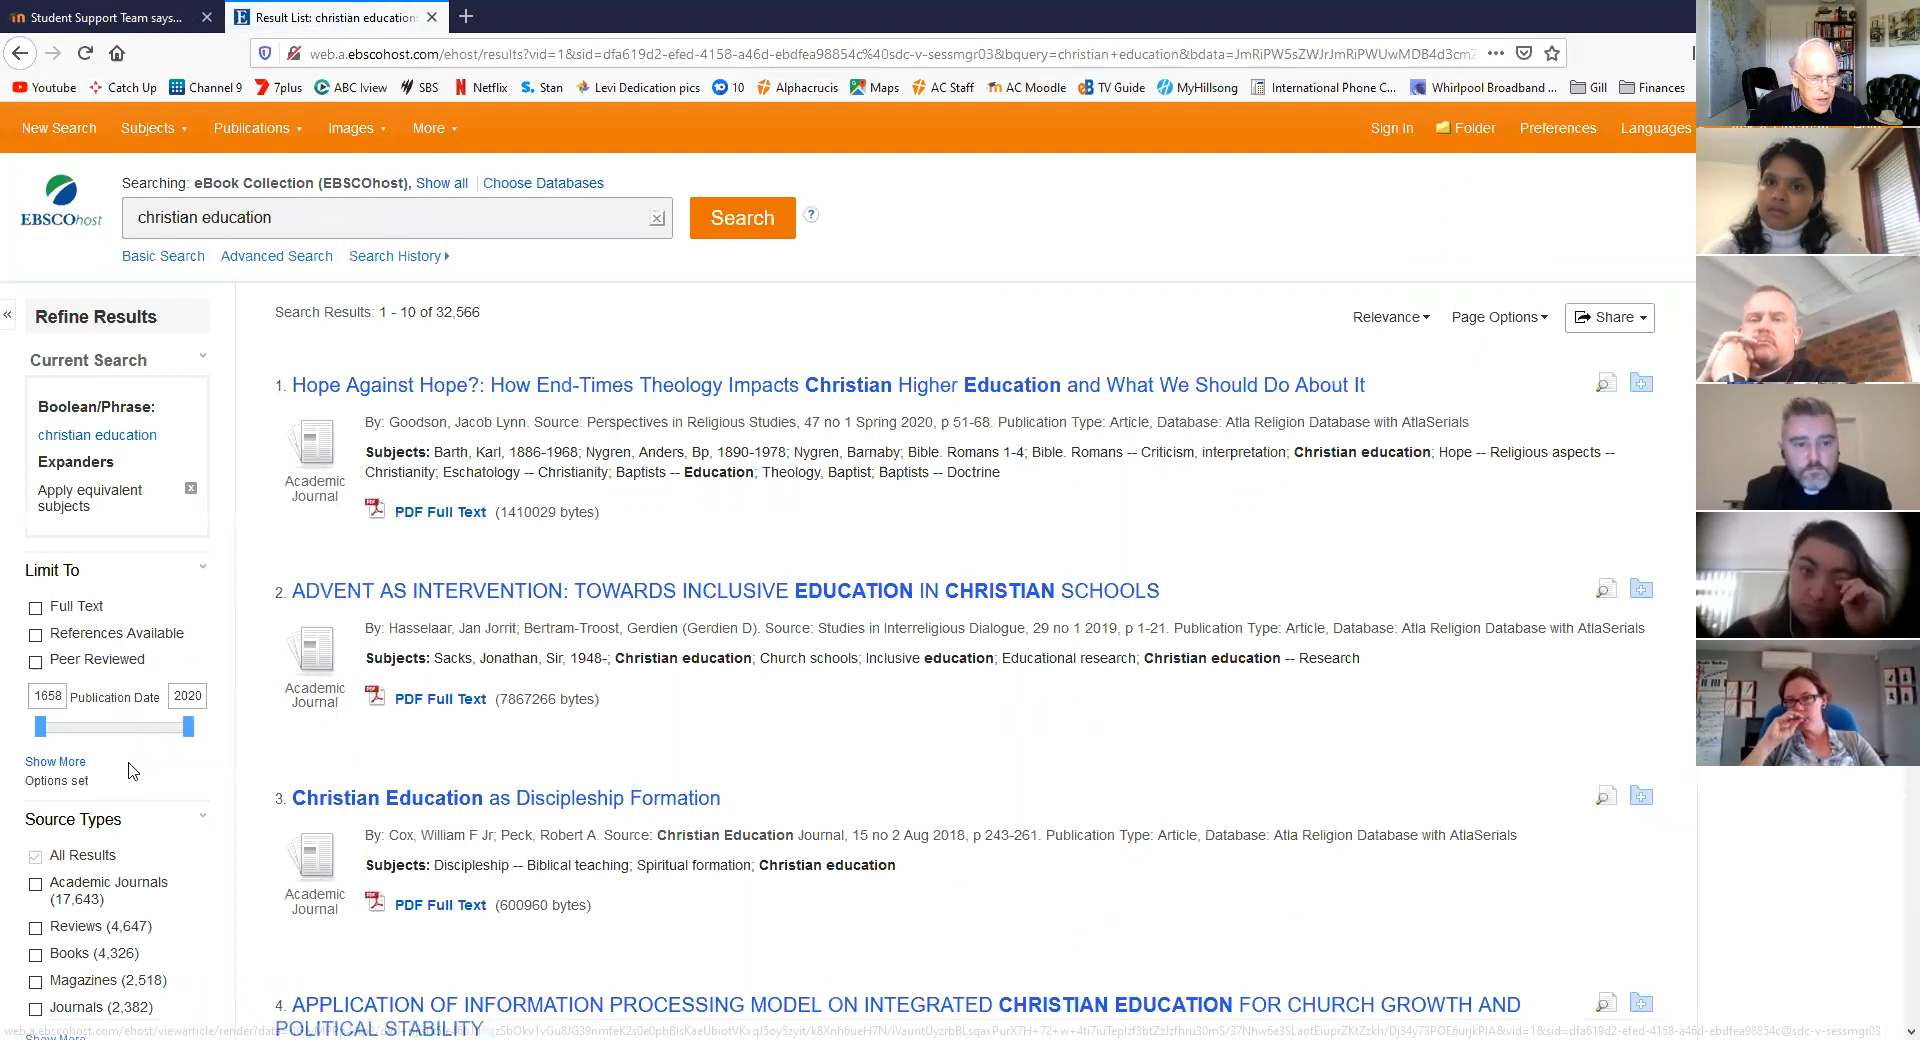 Student Support Team says...
Result List: christian education
web.a.ebscohost.com/ehost/results?vid=1&sid=dfa619d2-efed-4158-a46d-ebdfea98854c%40sdc-v-sessmgr03&bquery=christian+education&bdata=JmRiPW5sZWJrJmRiPWUwMDB4d3cmZ
YouTube Catch Up Channel 9 7plus ABC Iview SBS Netflix Stan Levi Dedication pics 10 Alphacrucis Maps AC Staff AC Moodle TV Guide MyHillsong International Phone C... Whirlpool Broadband ... Gill Finances
New Search Subjects Publications Images More Sign In Folder Preferences Languages
Searching: eBook Collection (EBSCOhost), Show all Choose Databases
EBSCOhost
christian education
Search
?
Basic Search Advanced Search Search History
Refine Results
Current Search
Boolean/Phrase:
christian education
Expanders
Apply equivalent
subjects
Limit To
Full Text
References Available
Peer Reviewed
1658 Publication Date 2020
Show More
Options set
Source Types
All Results
Academic Journals
(17,643)
Reviews (4,647)
Books (4,326)
Magazines (2,518)
Journals (2,382)
Show More
Search Results: 1 - 10 of 32,566
Relevance Page Options Share
1. Hope Against Hope?: How End-Times Theology Impacts Christian Higher Education and What We Should Do About It
By: Goodson, Jacob Lynn. Source: Perspectives in Religious Studies, 47 no 1 Spring 2020, p 51-68. Publication Type: Article, Database: Atla Religion Database with AtlaSerials
Subjects: Barth, Karl, 1886-1968; Nygren, Anders, Bp, 1890-1978; Nygren, Barnaby; Bible. Romans 1-4; Bible. Romans -- Criticism, interpretation; Christian education; Hope -- Religious aspects --
Christianity; Eschatology -- Christianity; Baptists -- Education; Theology, Baptist; Baptists -- Doctrine
Academic
Journal
PDF Full Text (1410029 bytes)
2. ADVENT AS INTERVENTION: TOWARDS INCLUSIVE EDUCATION IN CHRISTIAN SCHOOLS
By: Hasselaar, Jan Jorrit; Bertram-Troost, Gerdien (Gerdien D). Source: Studies in Interreligious Dialogue, 29 no 1 2019, p 1-21. Publication Type: Article, Database: Atla Religion Database with AtlaSerials
Subjects: Sacks, Jonathan, Sir, 1948-; Christian education; Church schools; Inclusive education; Educational research; Christian education -- Research
Academic
Journal
PDF Full Text (7867266 bytes)
3. Christian Education as Discipleship Formation
By: Cox, William F Jr; Peck, Robert A. Source: Christian Education Journal, 15 no 2 Aug 2018, p 243-261. Publication Type: Article, Database: Atla Religion Database with AtlaSerials
Subjects: Discipleship -- Biblical teaching; Spiritual formation; Christian education
Academic
Journal
PDF Full Text (600960 bytes)
4. APPLICATION OF INFORMATION PROCESSING MODEL ON INTEGRATED CHRISTIAN EDUCATION FOR CHURCH GROWTH AND
POLITICAL STABILITY